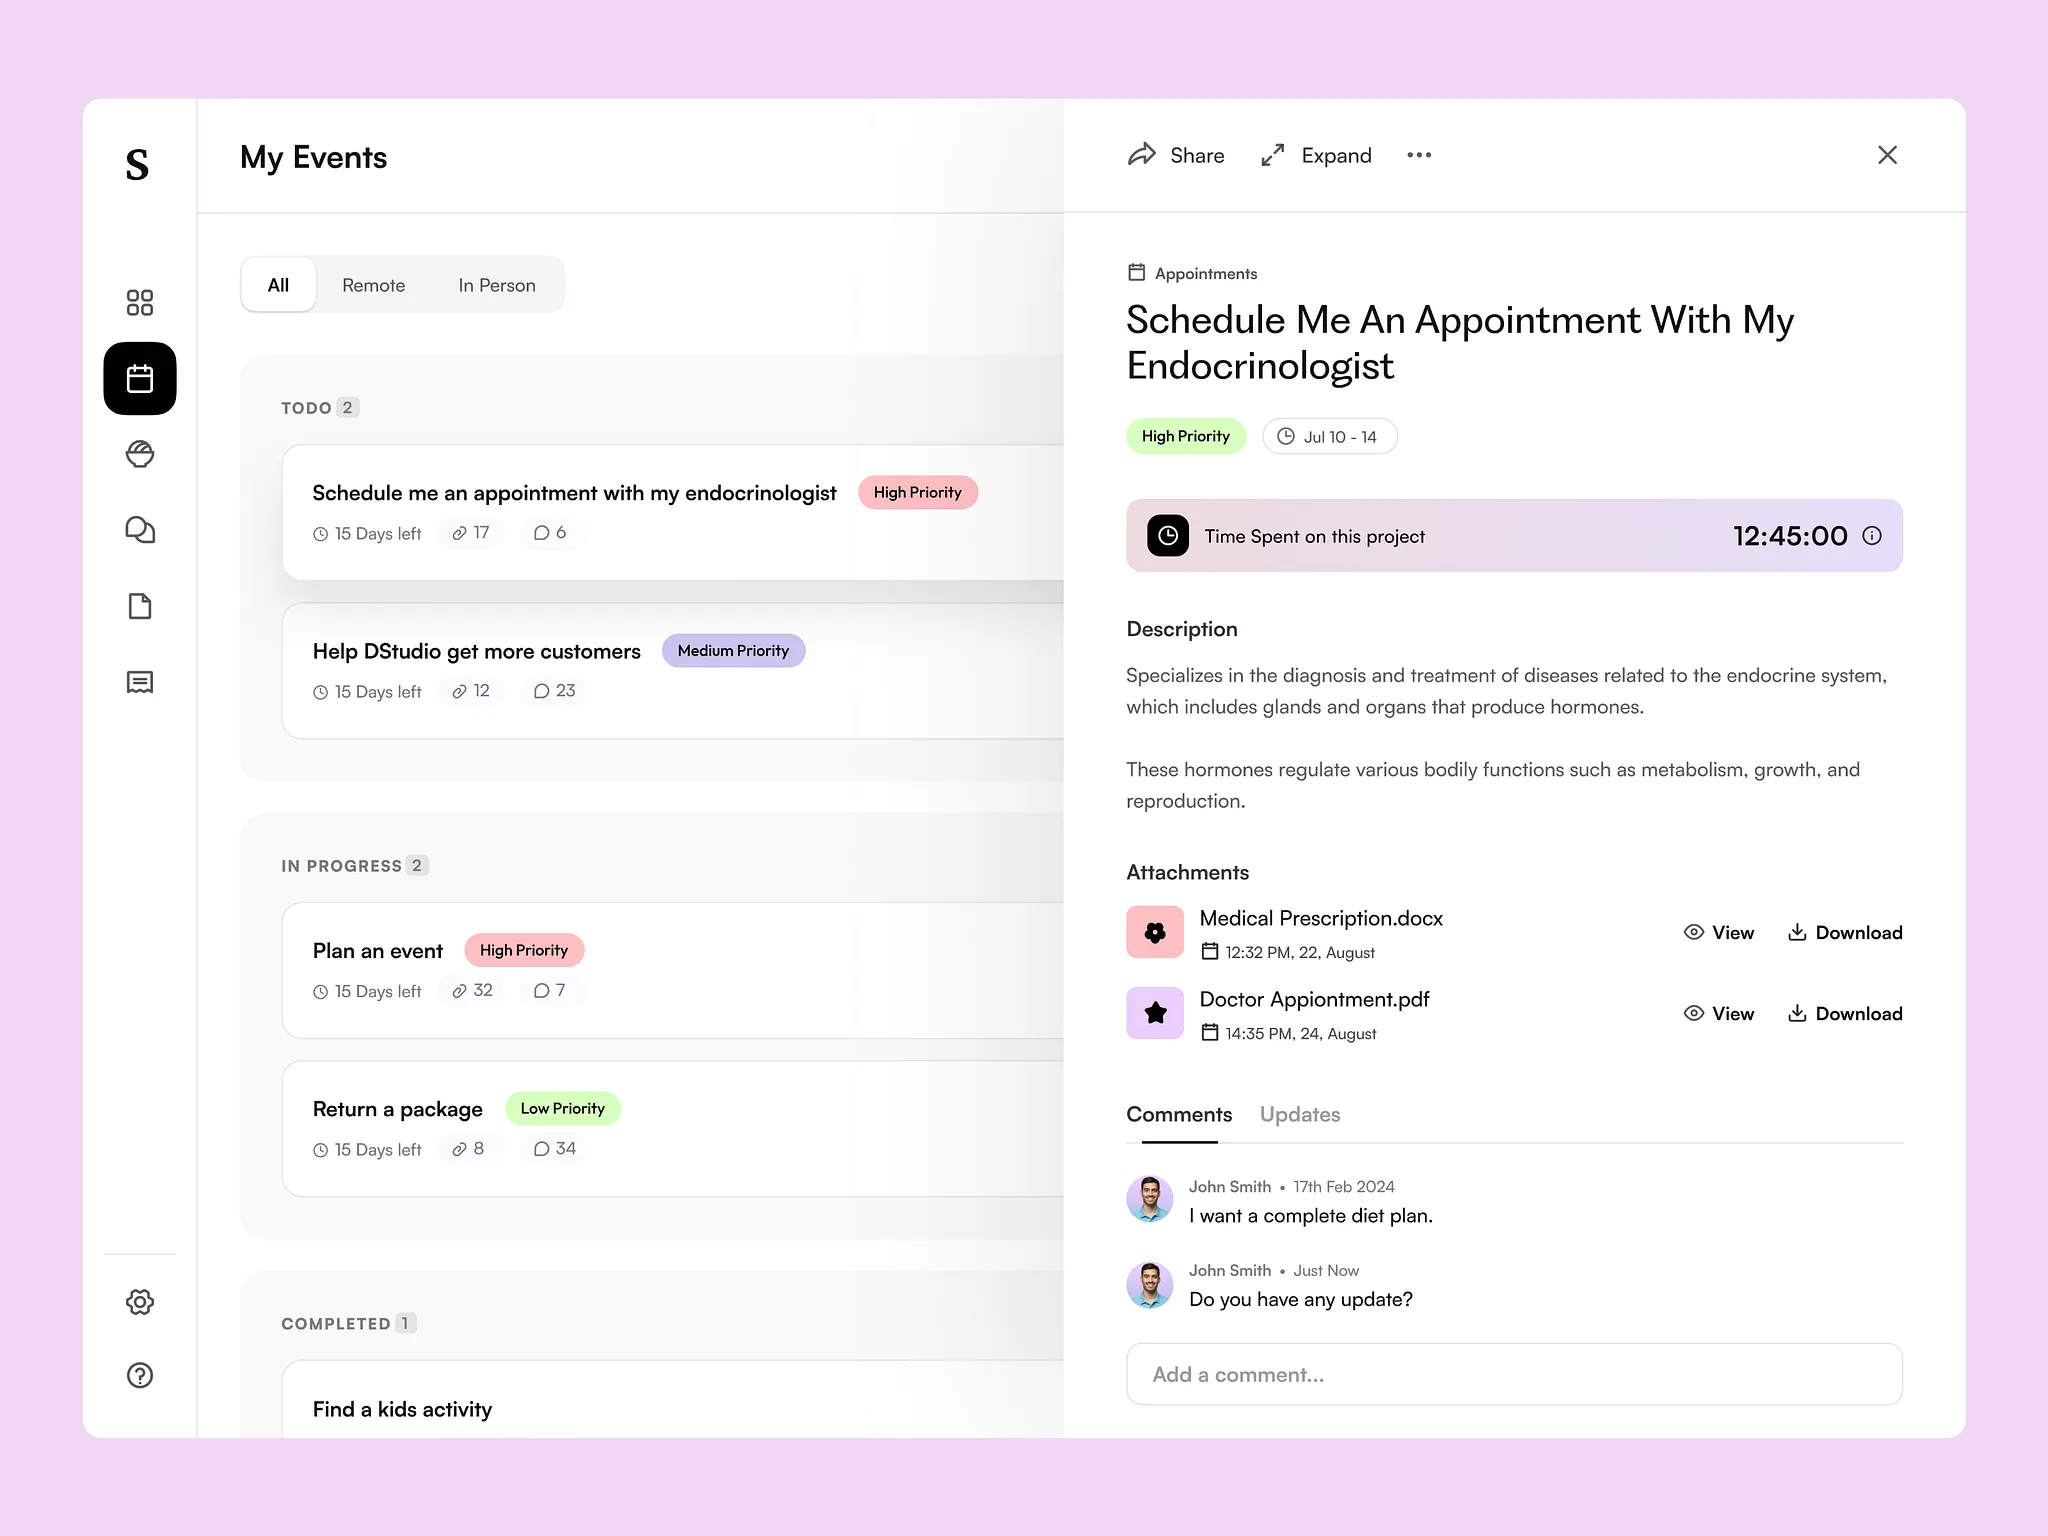 S
My Events
All
Remote
In Person
TODO 2
Schedule me an appointment with my endocrinologist High Priority
15 Days left 17 6
Help DStudio get more customers Medium Priority
15 Days left 12 23
IN PROGRESS 2
Plan an event High Priority
15 Days left 32 7
Return a package Low Priority
15 Days left 8 34
COMPLETED 1
Find a kids activity
Share Expand
Appointments
Schedule Me An Appointment With My
Endocrinologist
High Priority Jul 10 - 14
Time Spent on this project 12:45:00
Description
Specializes in the diagnosis and treatment of diseases related to the endocrine system,
which includes glands and organs that produce hormones.
These hormones regulate various bodily functions such as metabolism, growth, and
reproduction.
Attachments
Medical Prescription.docx
12:32 PM, 22, August
View Download
Doctor Appiontment.pdf
14:35 PM, 24, August
View Download
Comments Updates
John Smith • 17th Feb 2024
I want a complete diet plan.
John Smith • Just Now
Do you have any update?
Add a comment...